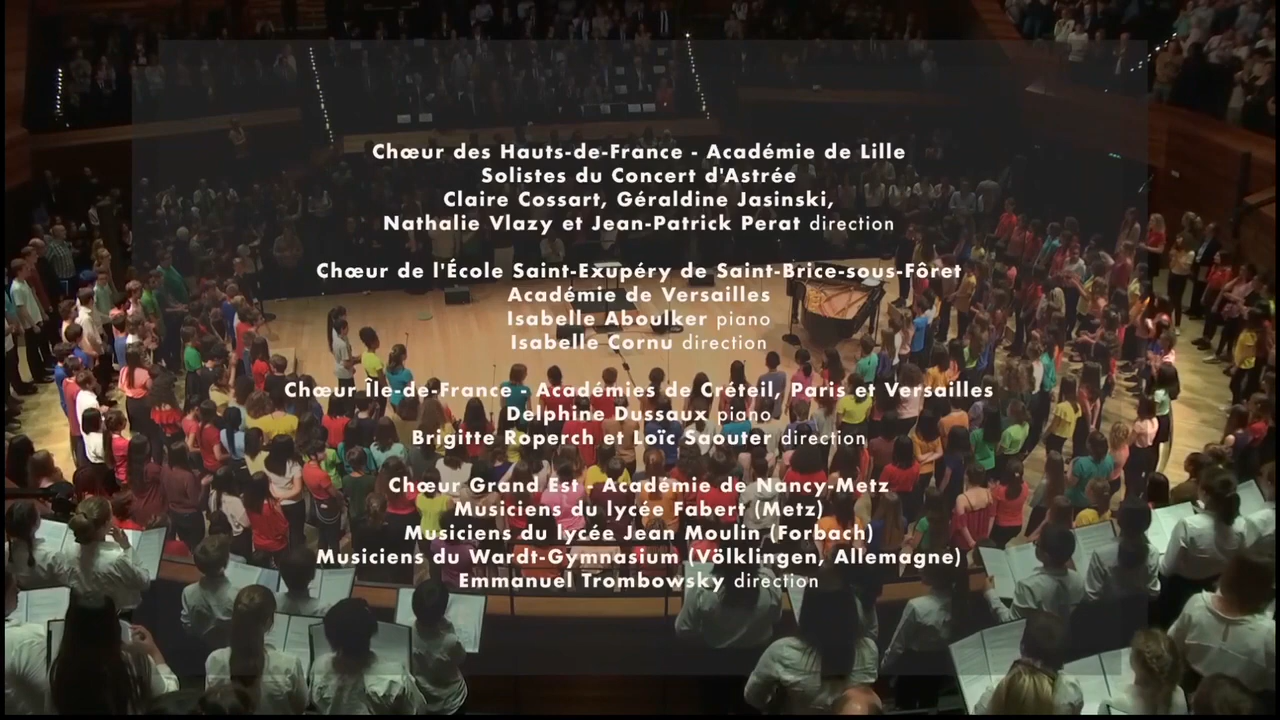 Chœur des Hauts-de-France - Académie de Lille
Solistes du Concert d'Astrée
Claire Cossart, Géraldine Jasinski,
Nathalie Vlazy et Jean-Patrick Perat direction
Chœur de l'École Saint-Exupéry de Saint-Brice-sous-Fôret
Académie de Versailles
Isabelle Aboulker piano
Isabelle Cornu direction
Chœur Île-de-France - Académies de Créteil, Paris et Versailles
Delphine Dussaux piano
Brigitte Roperch et Loïc Saouter direction
Chœur Grand Est - Académie de Nancy-Metz
Musiciens du lycée Fabert (Metz)
Musiciens du lycée Jean Moulin (Forbach)
Musiciens du Wardt-Gymnasium (Völklingen, Allemagne)
Emmanuel Trombowsky direction